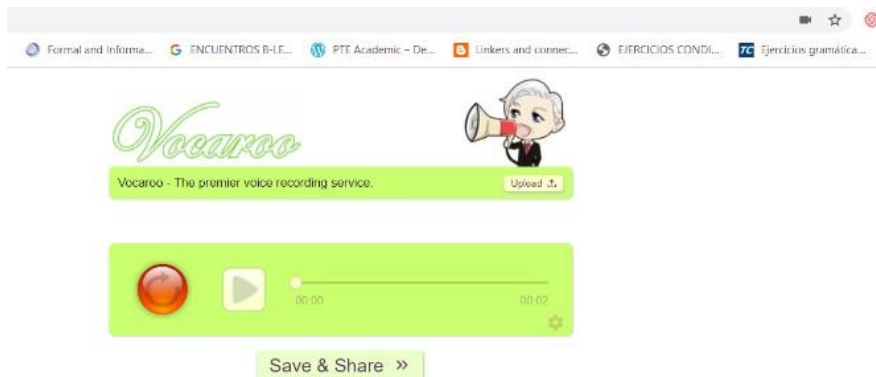 Formal and Informa... ENCUENTROS B-LE... PTE Academic – De... Linkers and connec... EJERCICIOS CONDI... TC Ejercicios gramática...
Vocaroo
Vocaroo - The premier voice recording service. Upload
00:00 00:02
Save & Share »